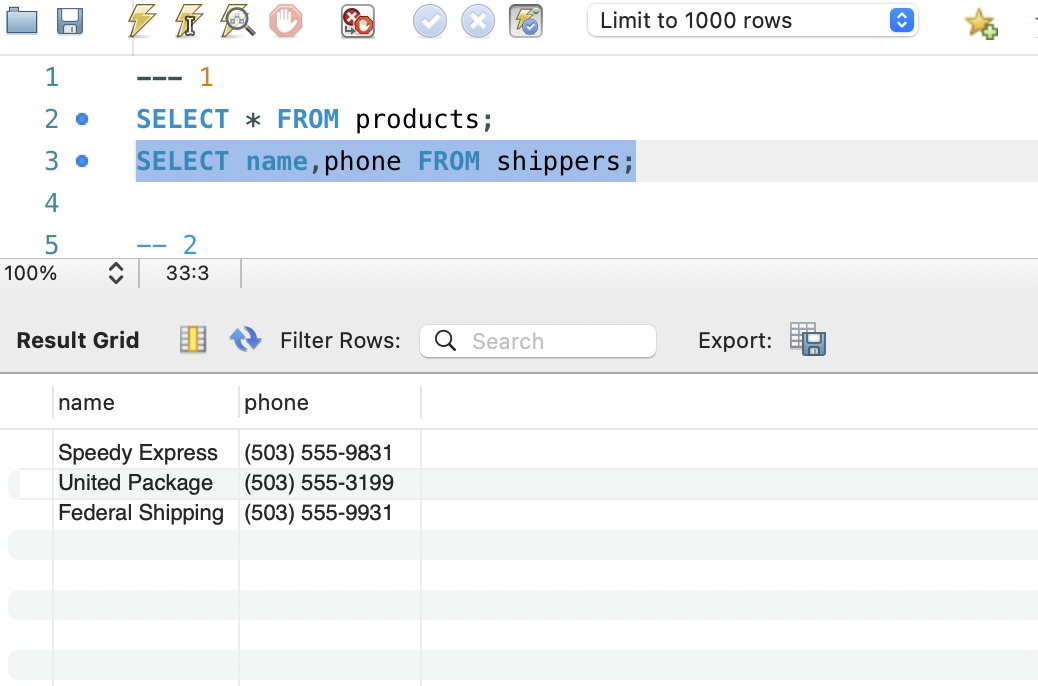 Limit to 1000 rows
1 --- 1
2 SELECT * FROM products;
3 SELECT name,phone FROM shippers;
4
5 -- 2
100% 33:3
Result Grid Filter Rows: Search Export:
name phone
Speedy Express (503) 555-9831
United Package (503) 555-3199
Federal Shipping (503) 555-9931